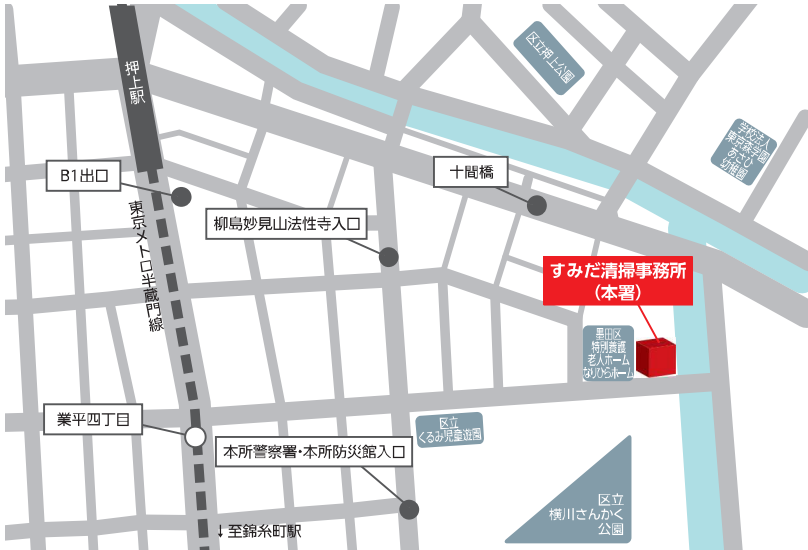 押上駅
区立押上公園
学校法人
東京森学園
あさひ
幼稚園
B1出口
十間橋
東京メトロ半蔵門線
柳島妙見山法性寺入口
すみだ清掃事務所
(本署)
墨田区
特別養護
老人ホーム
なりひらホーム
業平四丁目
区立
くるみ児童遊園
本所警察署・本所防災館入口
区立
横川さんかく
公園
↓至錦糸町駅